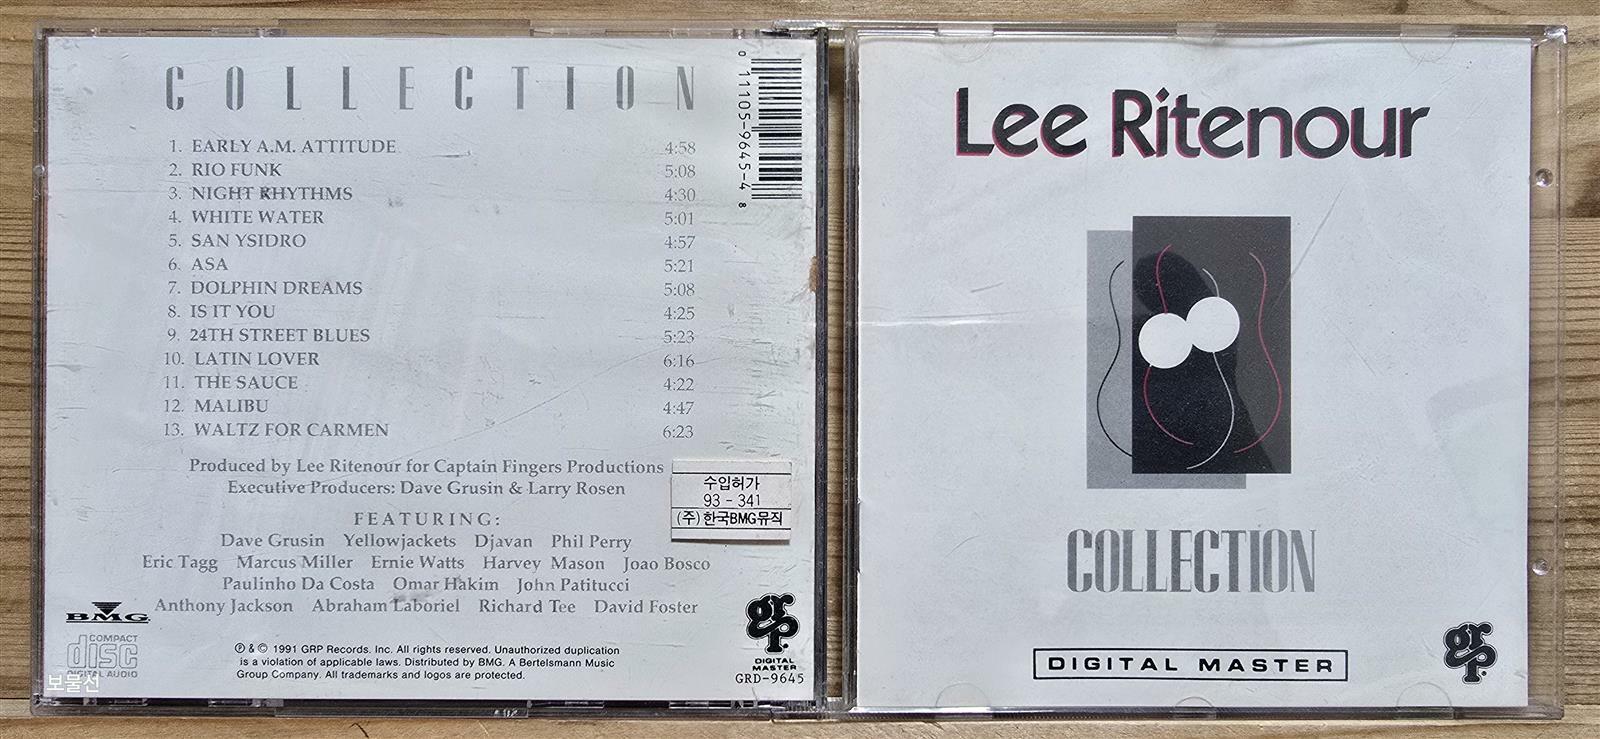 COLLECTION
1. EARLY A.M. ATTITUDE 4:58
2. RIO FUNK 5:08
3. NIGHT RHYTHMS 4:30
4. WHITE WATER 5:01
5. SAN YSIDRO 4:57
6. ASA 5:21
7. DOLPHIN DREAMS 5:08
8. IS IT YOU 4:25
9. 24TH STREET BLUES 5:23
10. LATIN LOVER 6:16
11. THE SAUCE 4:22
12. MALIBU 4:47
13. WALTZ FOR CARMEN 6:23
0 11105-9645-4 8
Produced by Lee Ritenour for Captain Fingers Productions
Executive Producers: Dave Grusin & Larry Rosen
수입허가
93 - 341
(주)한국BMG뮤직
FEATURING:
Dave Grusin Yellowjackets Djavan Phil Perry
Eric Tagg Marcus Miller Ernie Watts Harvey Mason Joao Bosco
Paulinho Da Costa Omar Hakim John Patitucci
Anthony Jackson Abraham Laboriel Richard Tee David Foster
BMG
COMPACT
disc
DIGITAL AUDIO
보물선
℗ & © 1991 GRP Records. Inc. All rights reserved. Unauthorized duplication
is a violation of applicable laws. Distributed by BMG. A Bertelsmann Music
Group Company. All trademarks and logos are protected.
grp.
DIGITAL
MASTER
GRD-9645
Lee Ritenour
COLLECTION
DIGITAL MASTER
grp.